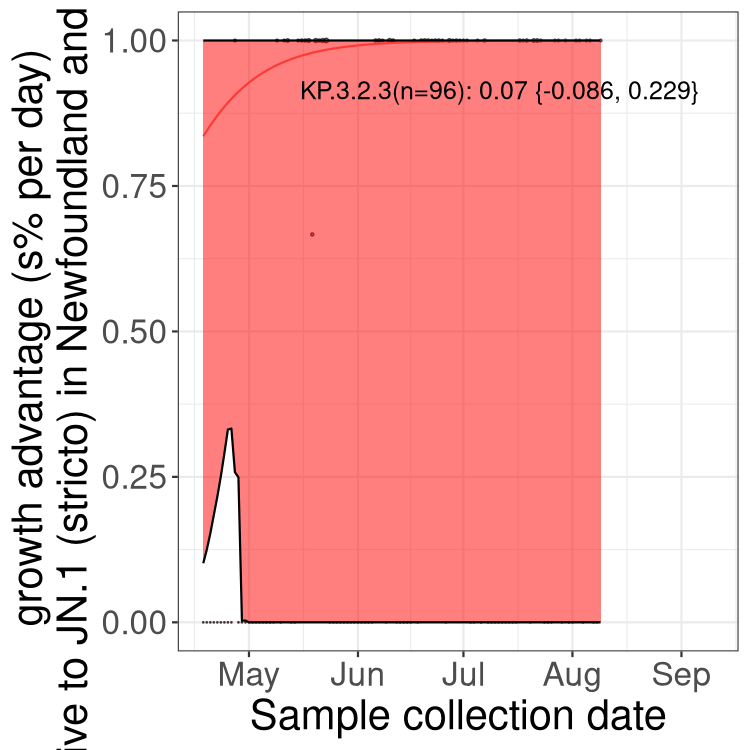 growth advantage (s% per day)
ive to JN.1 (stricto) in Newfoundland and
1.00
0.75
0.50
0.25
0.00
KP.3.2.3(n=96): 0.07 {-0.086, 0.229}
May Jun Jul Aug Sep
Sample collection date